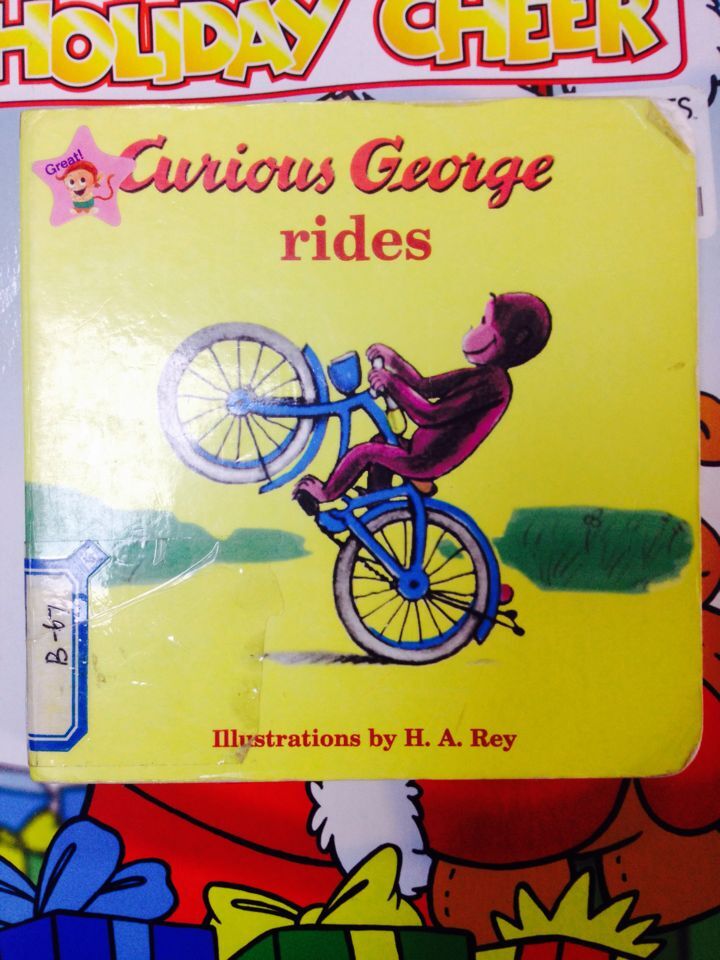 HOLIDAY CHEER
Great!
Curious George
rides
B-67
Illustrations by H. A. Rey